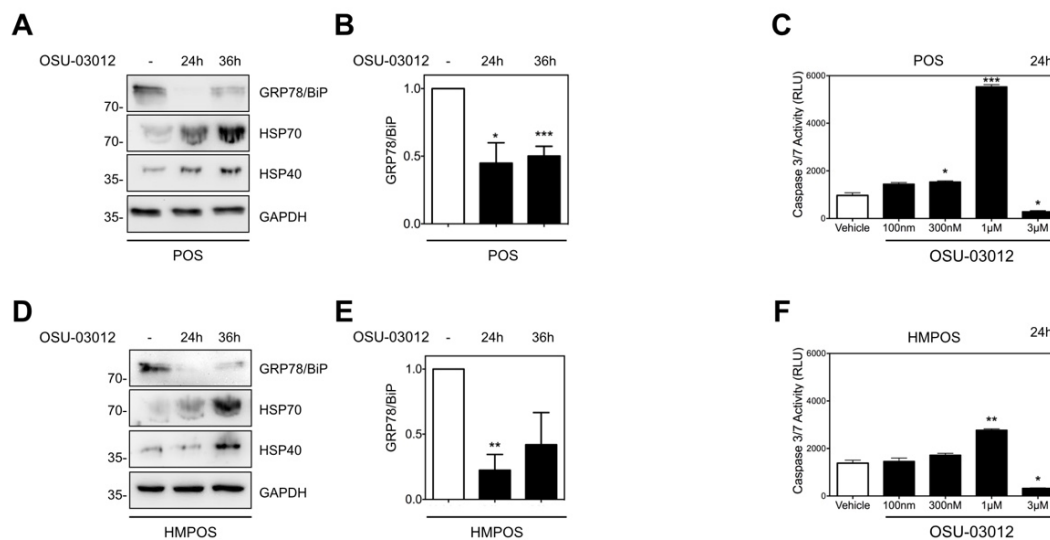 A
OSU-03012 - 24h 36h
GRP78/BiP
70-
HSP70
70-
HSP40
35-
GAPDH
35-
POS
B
OSU-03012 - 24h 36h
GRP78/BiP
1.0
0.5
0.0
* ***
POS
C
POS 24h
Caspase 3/7 Activity (RLU)
6000
4000
2000
0
* *** *
Vehicle 100nm 300nM 1µM 3µM
OSU-03012
D
OSU-03012 - 24h 36h
GRP78/BiP
70-
HSP70
70-
HSP40
35-
GAPDH
35-
HMPOS
E
OSU-03012 - 24h 36h
GRP78/BiP
1.0
0.5
0.0
**
HMPOS
F
HMPOS 24h
Caspase 3/7 Activity (RLU)
6000
4000
2000
0
** *
Vehicle 100nm 300nM 1µM 3µM
OSU-03012